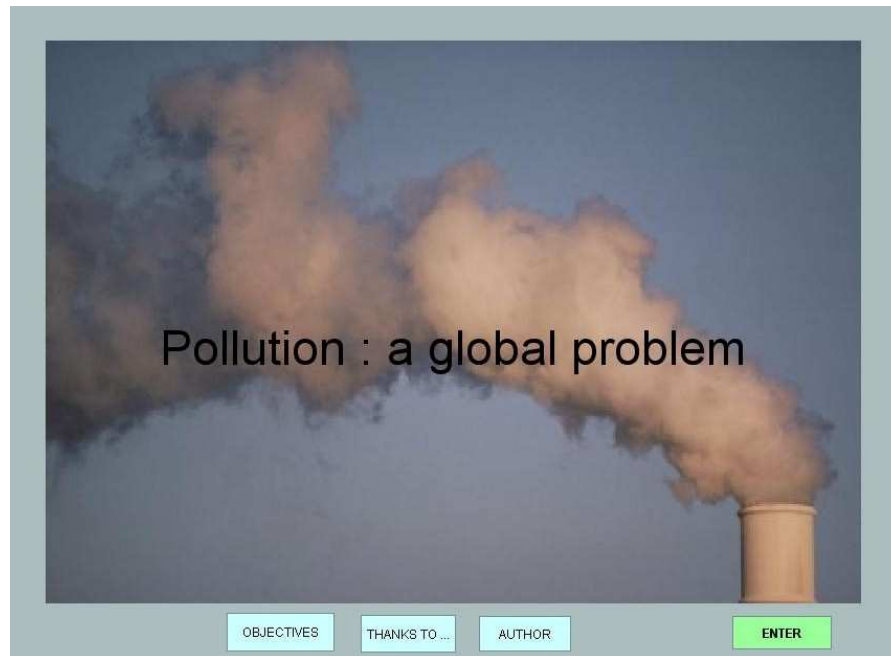 Pollution : a global problem
OBJECTIVES
THANKS TO ...
AUTHOR
ENTER